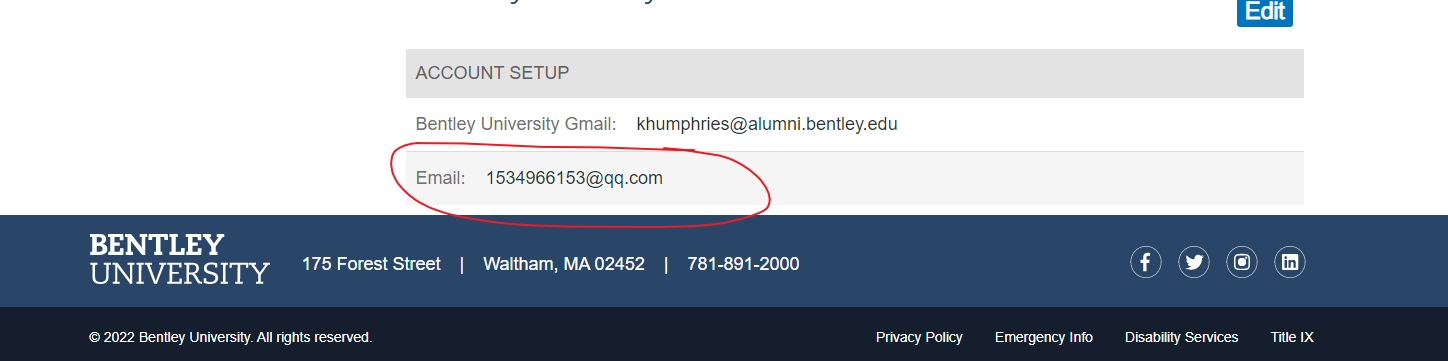 Edit
ACCOUNT SETUP
Bentley University Gmail: khumphries@alumni.bentley.edu
Email: 1534966153@qq.com
BENTLEY
UNIVERSITY
175 Forest Street | Waltham, MA 02452 | 781-891-2000
© 2022 Bentley University. All rights reserved. Privacy Policy Emergency Info Disability Services Title IX